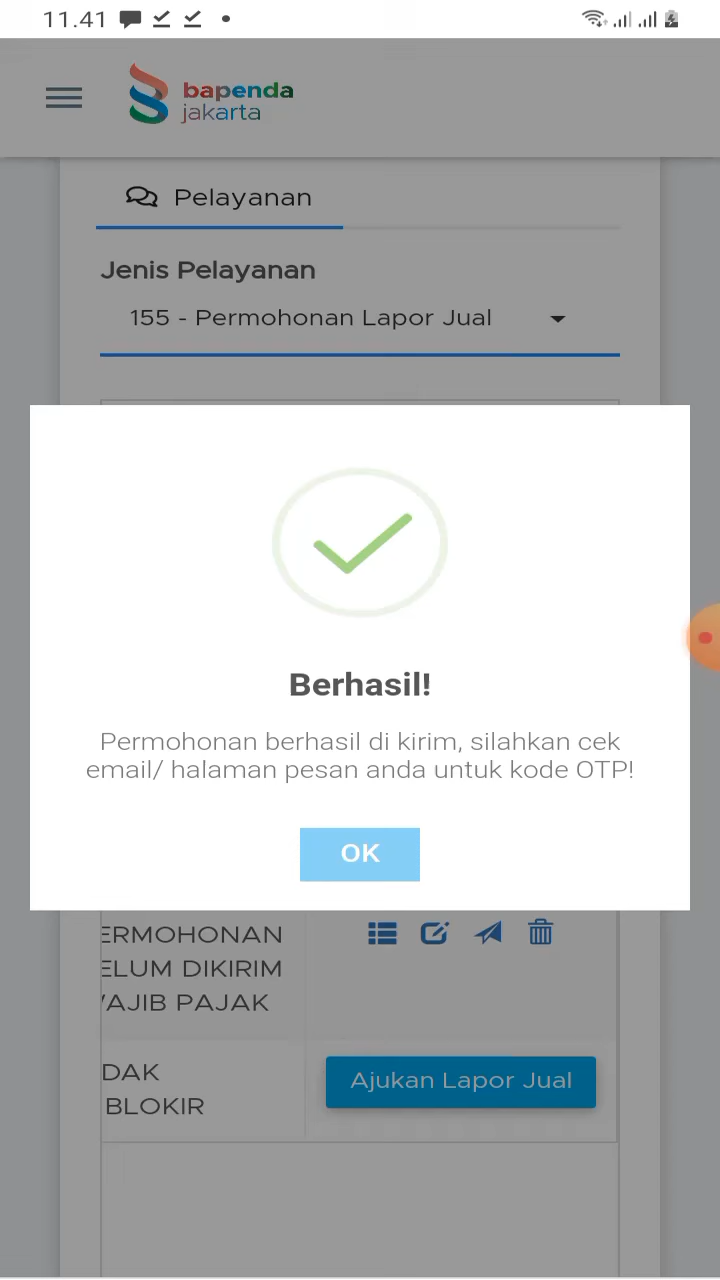 11.41
bapenda
jakarta
Pelayanan
Jenis Pelayanan
155 - Permohonan Lapor Jual
Berhasil!
Permohonan berhasil di kirim, silahkan cek
email/ halaman pesan anda untuk kode OTP!
OK
ERMOHONAN
ELUM DIKIRIM
AJIB PAJAK
DAK
BLOKIR
Ajukan Lapor Jual